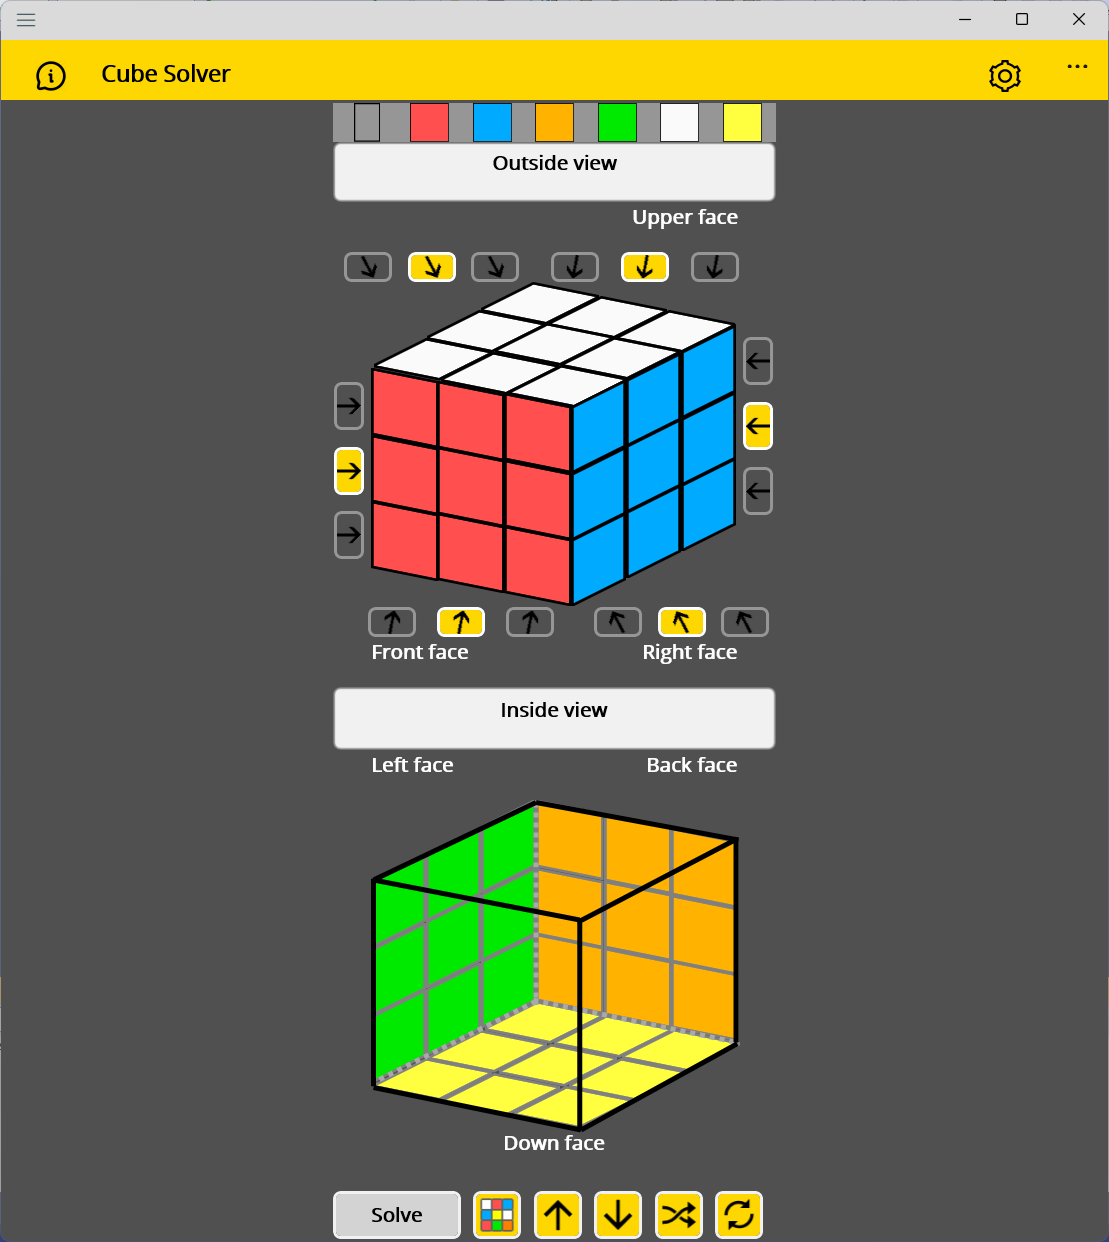 Cube Solver
Outside view
Upper face
Front face
Right face
Inside view
Left face
Back face
Down face
Solve